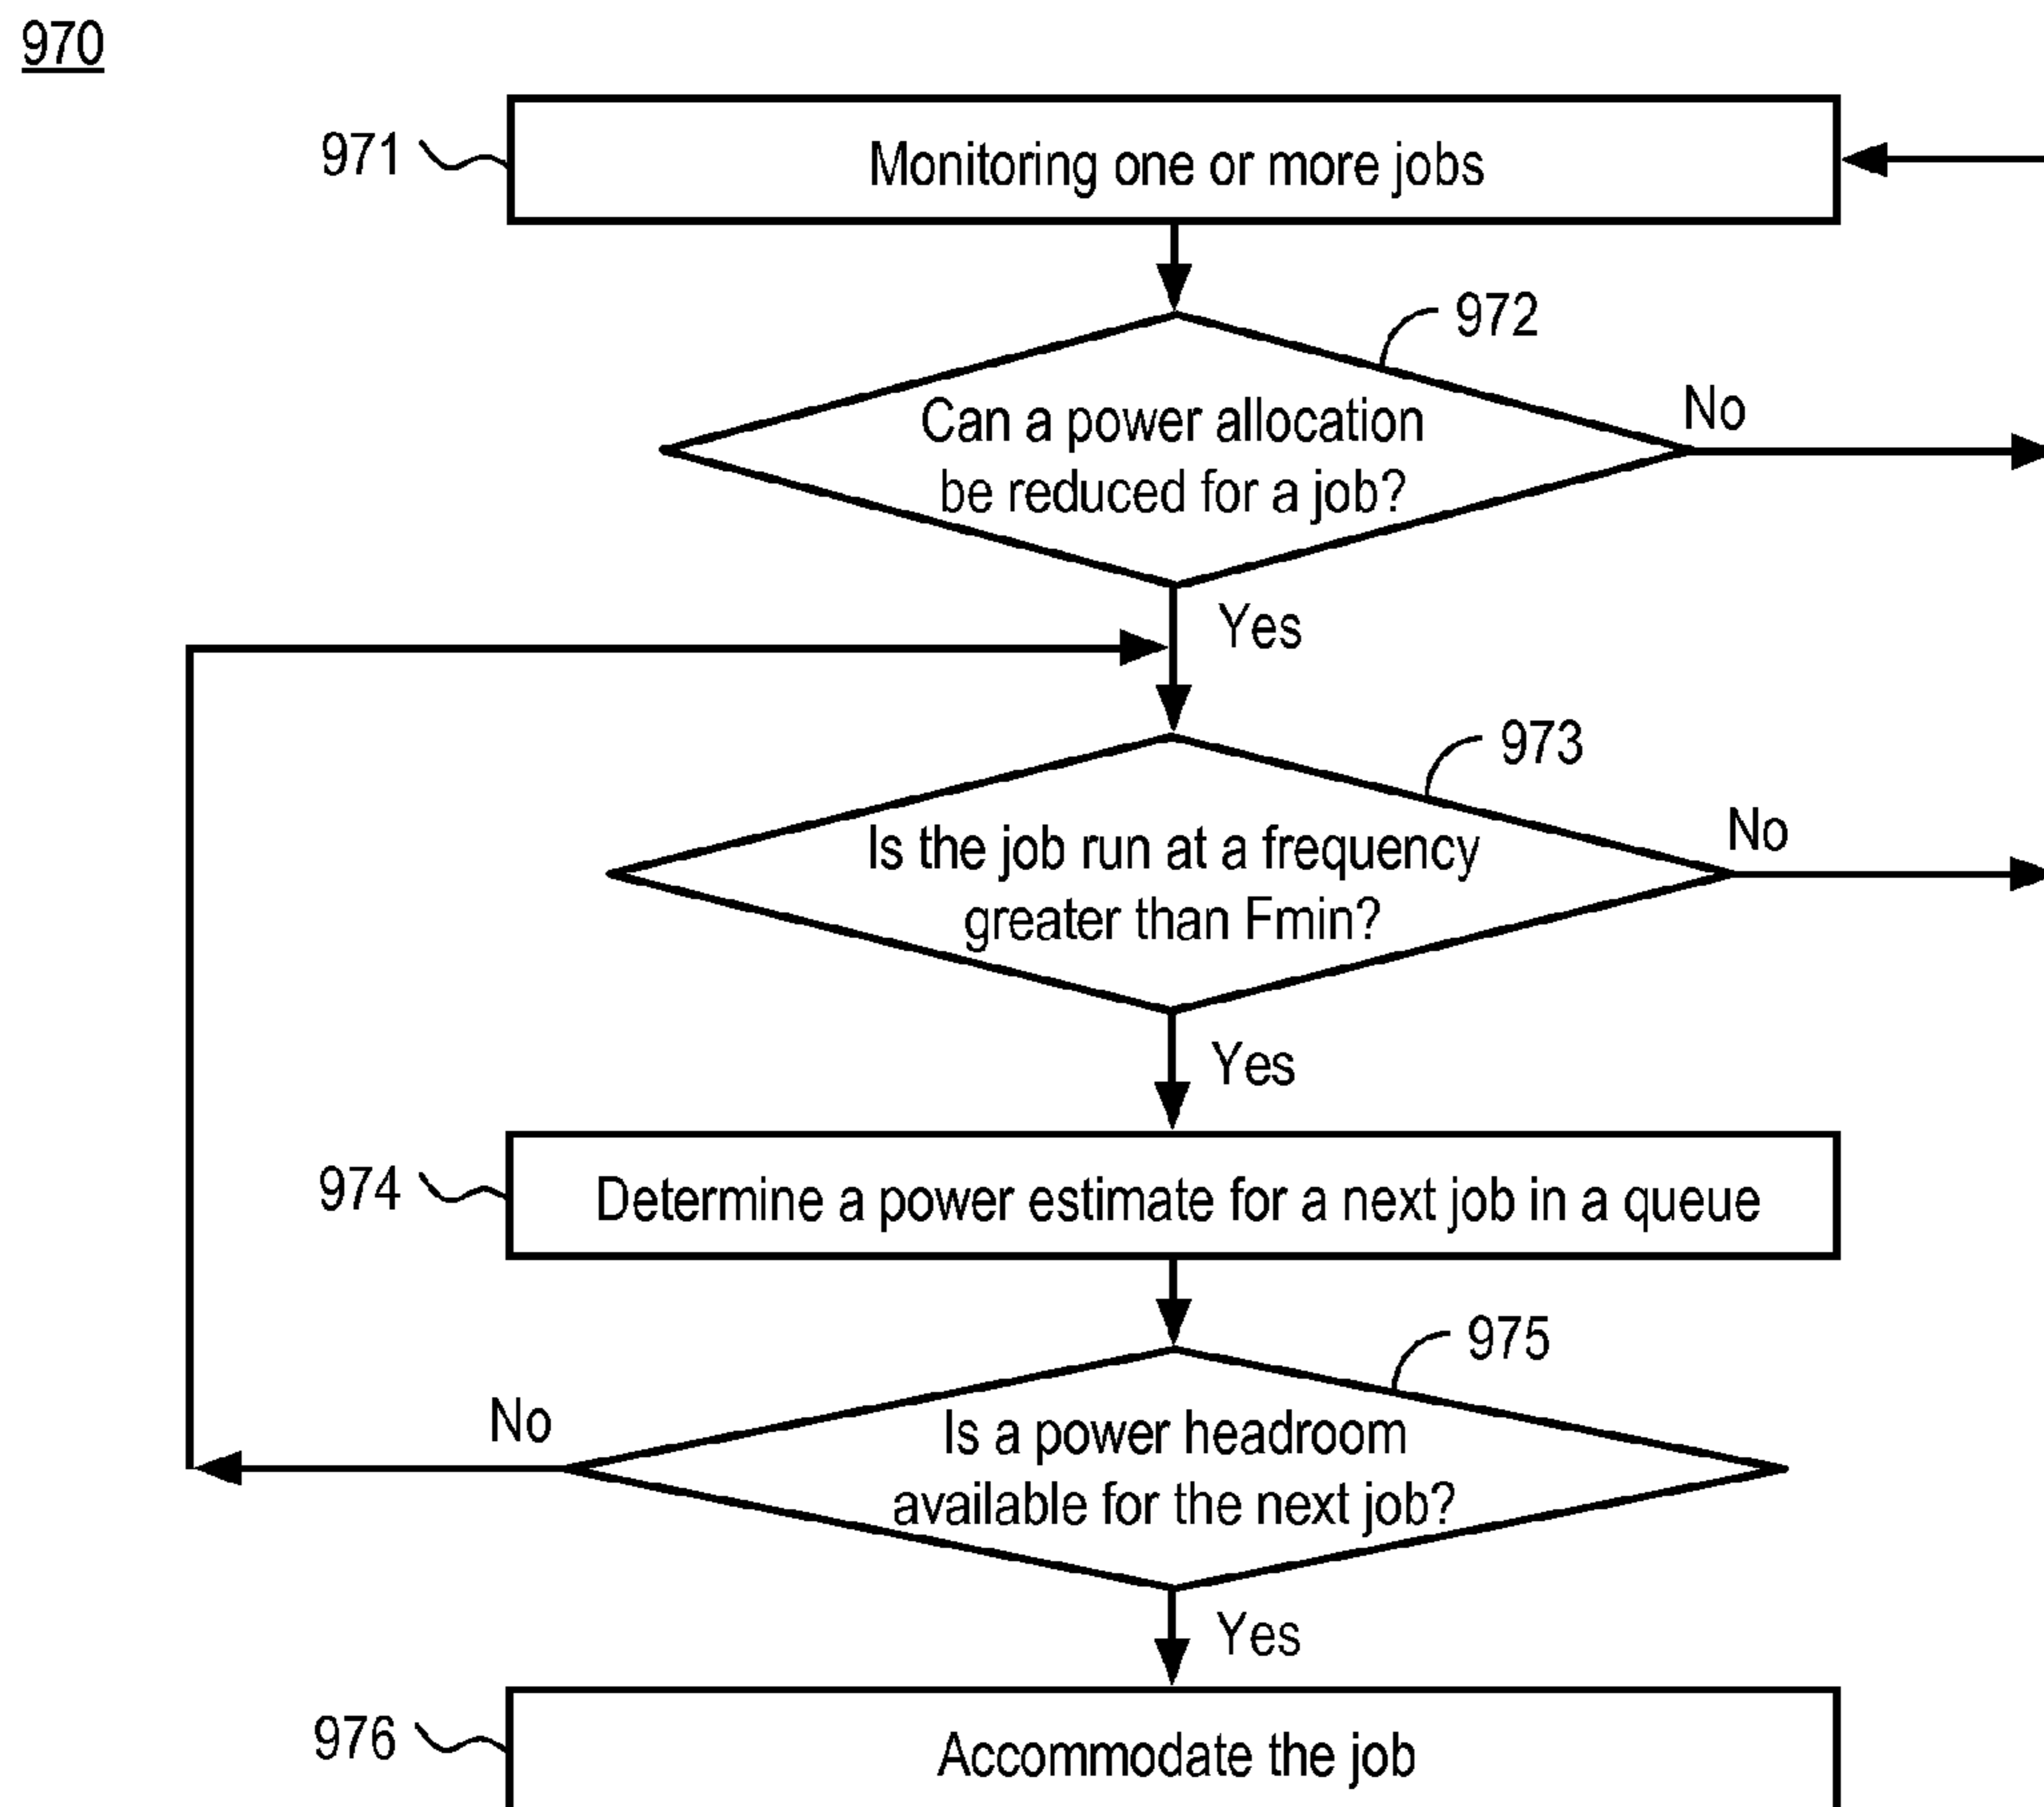 970
971
Monitoring one or more jobs
972
Can a power allocation
be reduced for a job?
No
Yes
973
Is the job run at a frequency
greater than Fmin?
No
Yes
974
Determine a power estimate for a next job in a queue
975
Is a power headroom
available for the next job?
No
Yes
976
Accommodate the job